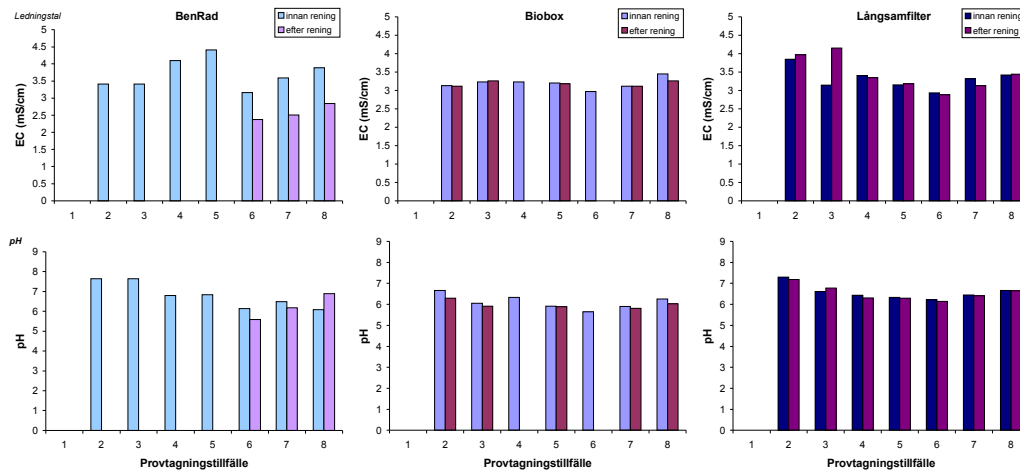 Ledningstal
BenRad
innan rening
efter rening
EC (mS/cm)
5
4.5
4
3.5
3
2.5
2
1.5
1
0.5
0
1 2 3 4 5 6 7 8
Biobox
innan rening
efter rening
EC (mS/cm)
5
4.5
4
3.5
3
2.5
2
1.5
1
0.5
0
1 2 3 4 5 6 7 8
Långsamfilter
innan rening
efter rening
EC (mS/cm)
5
4.5
4
3.5
3
2.5
2
1.5
1
0.5
0
1 2 3 4 5 6 7 8
pH
pH
9
8
7
6
5
4
3
2
1
0
1 2 3 4 5 6 7 8
Provtagningstillfälle
pH
9
8
7
6
5
4
3
2
1
0
1 2 3 4 5 6 7 8
Provtagningstillfälle
pH
9
8
7
6
5
4
3
2
1
0
1 2 3 4 5 6 7 8
Provtagningstillfälle